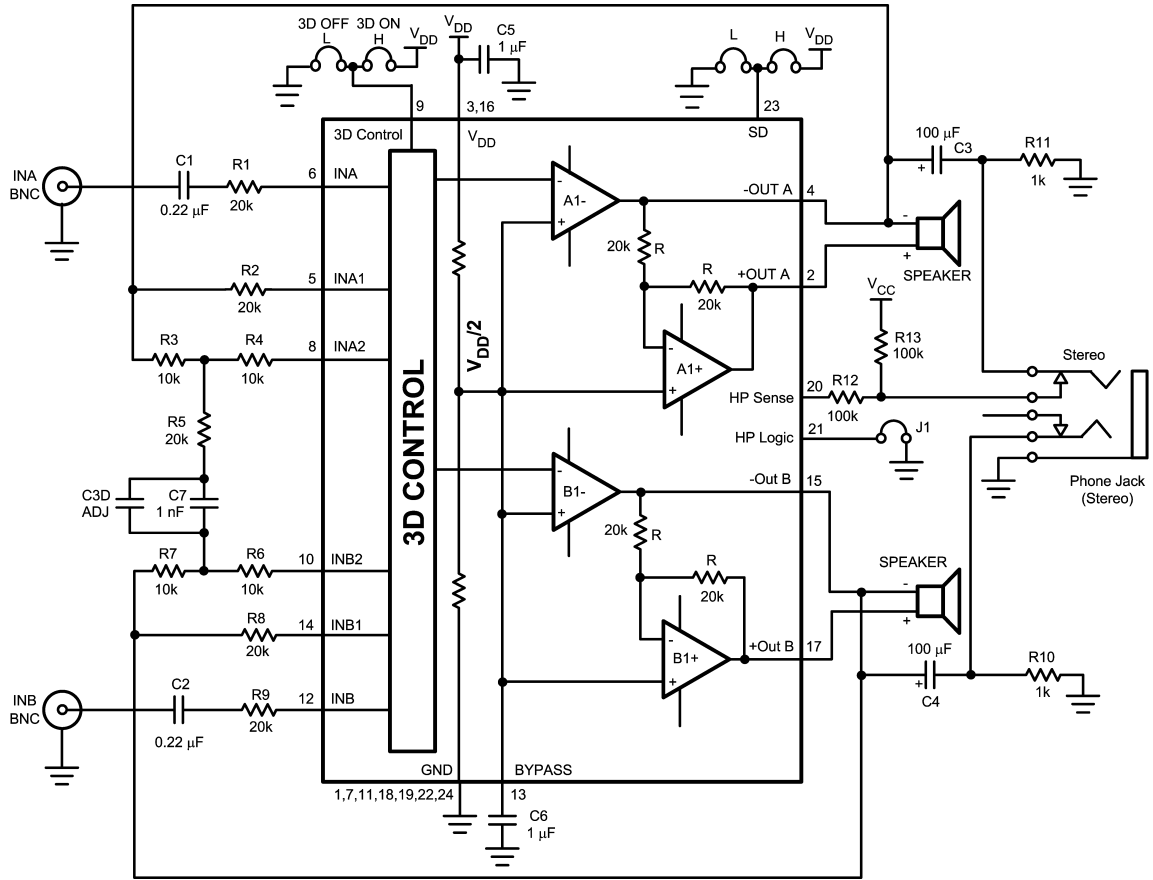 3D OFF 3D ON
L H VDD
VDD
C5
1 µF
L H VDD
9
3,16
23
3D Control
VDD
SD
100 µF
C3
+
R11
1k
INA
BNC
C1
0.22 µF
R1
20k
6 INA
-
A1-
+
-OUT A 4
20k R
R
20k
+OUT A
2
-
+
SPEAKER
R2
20k
5 INA1
VCC
R13
100k
R3
10k
R4
10k
8 INA2
VDD/2
-
A1+
+
HP Sense 20
R12
100k
Stereo
R5
20k
HP Logic 21
J1
3D CONTROL
C3D
ADJ
C7
1 nF
-
B1-
+
-Out B 15
Phone Jack
(Stereo)
20k R
R
20k
R7
10k
R6
10k
10 INB2
SPEAKER
-
+
R8
20k
14 INB1
-
B1+
+
+Out B 17
100 µF
+
C4
R10
1k
INB
BNC
C2
0.22 µF
R9
20k
12 INB
GND
BYPASS
1,7,11,18,19,22,24
13
C6
1 µF